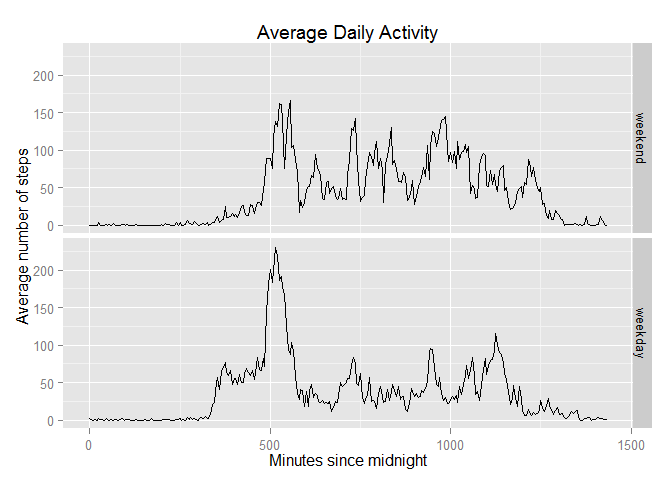 Average Daily Activity
Average number of steps
200
150
100
50
0
weekend
200
150
100
50
0
weekday
0 500 1000 1500
Minutes since midnight